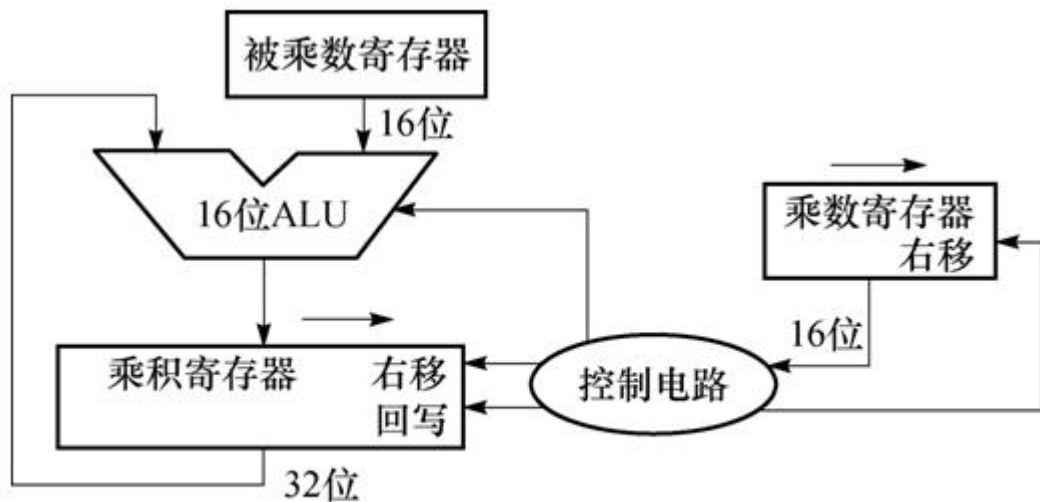 被乘数寄存器
16位
16位ALU
乘数寄存器
右移
16位
乘积寄存器 右移
回写
控制电路
32位